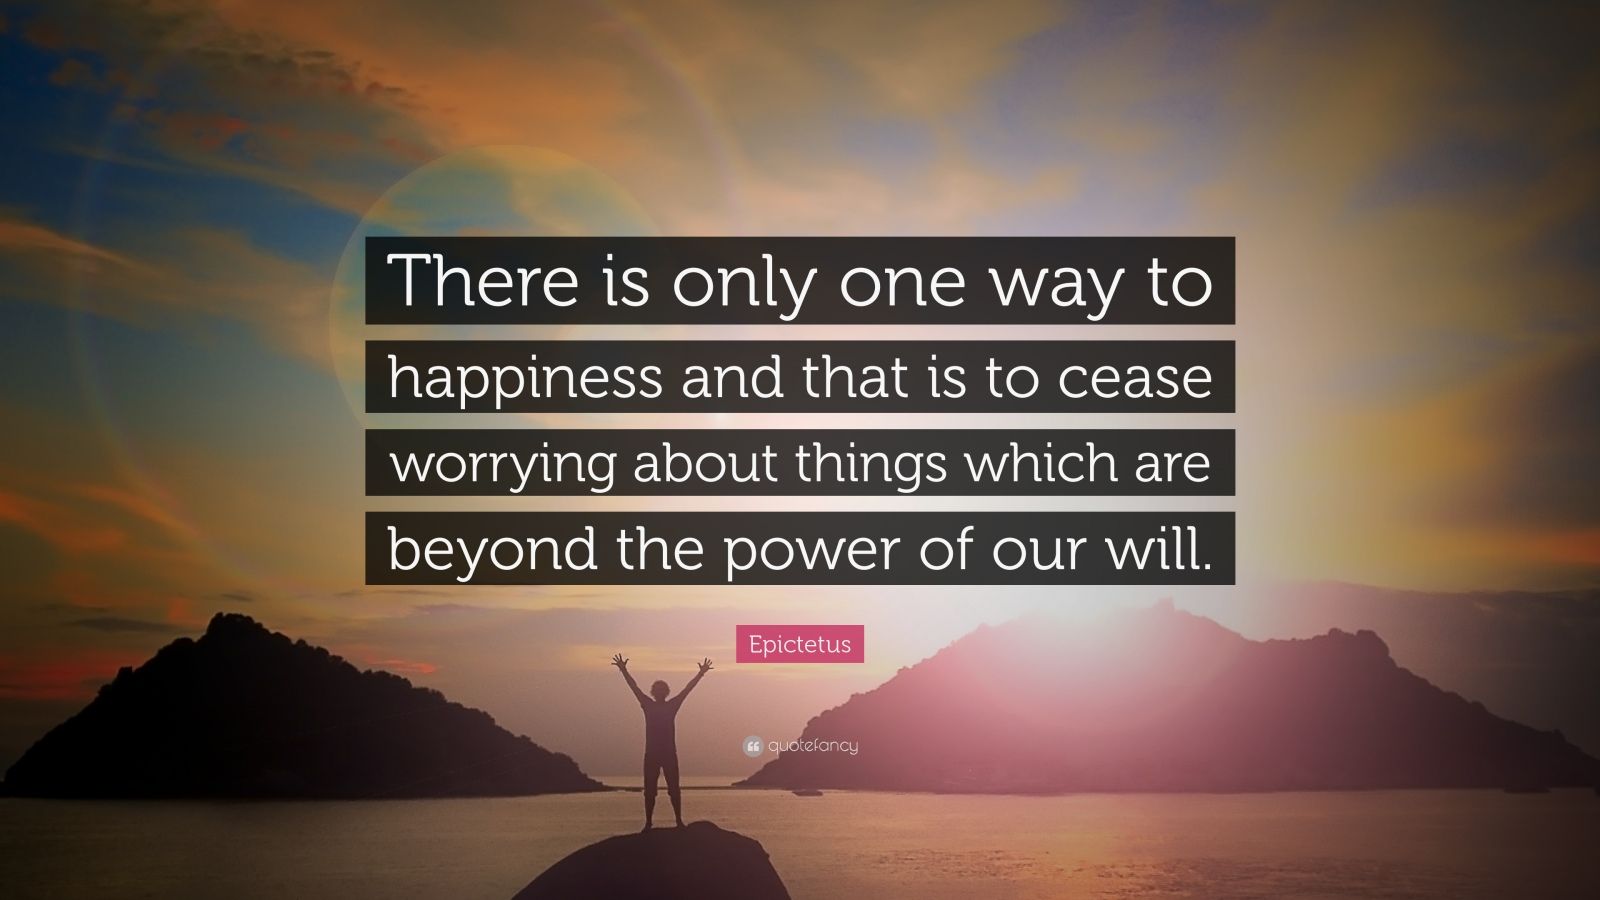 There is only one way to
happiness and that is to cease
worrying about things which are
beyond the power of our will.
Epictetus
quotefancy